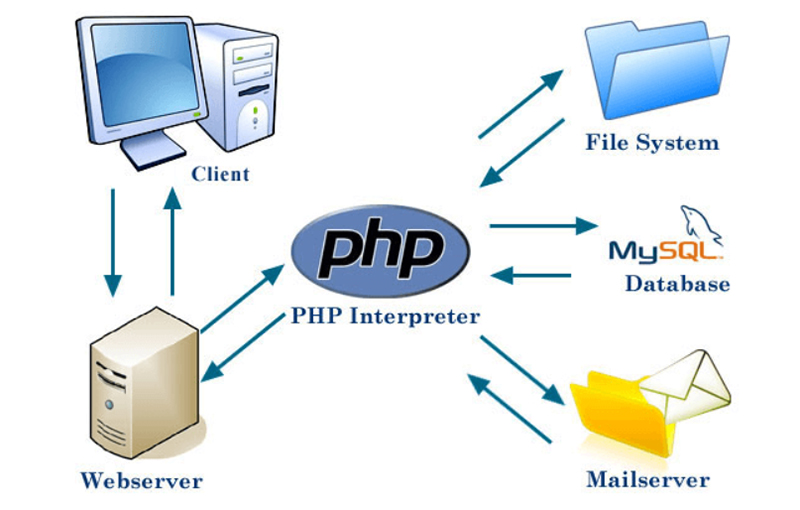 Client
File System
php
MySQL
Database
PHP Interpreter
Webserver
Mailserver